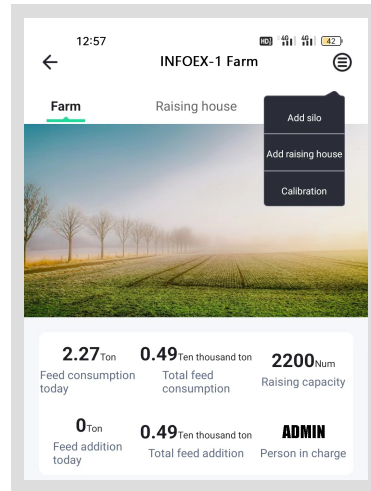 12:57
HD 4G 4G 42
INFOEX-1 Farm
Farm Raising house
Add silo
Add raising house
Calibration
2.27Ton 0.49Ten thousand ton 2200Num
Feed consumption today Total feed consumption Raising capacity
0Ton 0.49Ten thousand ton ADMIN
Feed addition today Total feed addition Person in charge